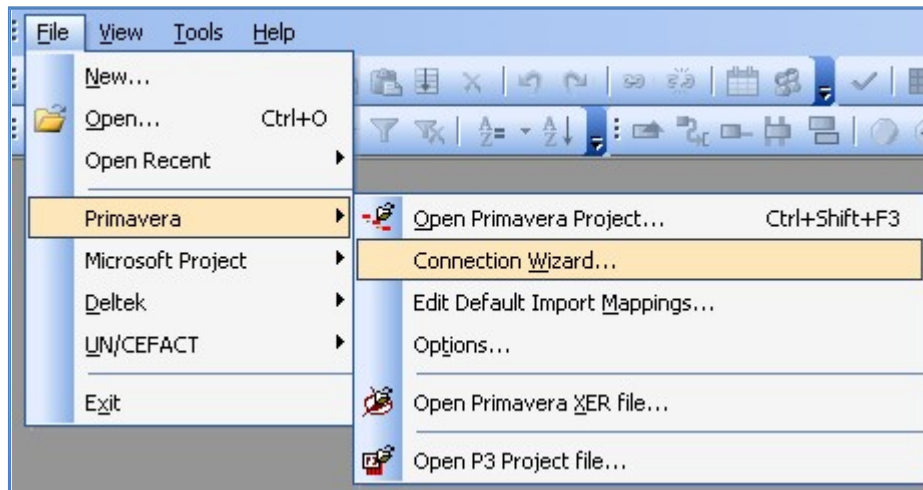 File View Tools Help
New...
Open... Ctrl+O
Open Recent
Primavera
Microsoft Project
Deltek
UN/CEFACT
Exit
Open Primavera Project... Ctrl+Shift+F3
Connection Wizard...
Edit Default Import Mappings...
Options...
Open Primavera XER file...
Open P3 Project file...